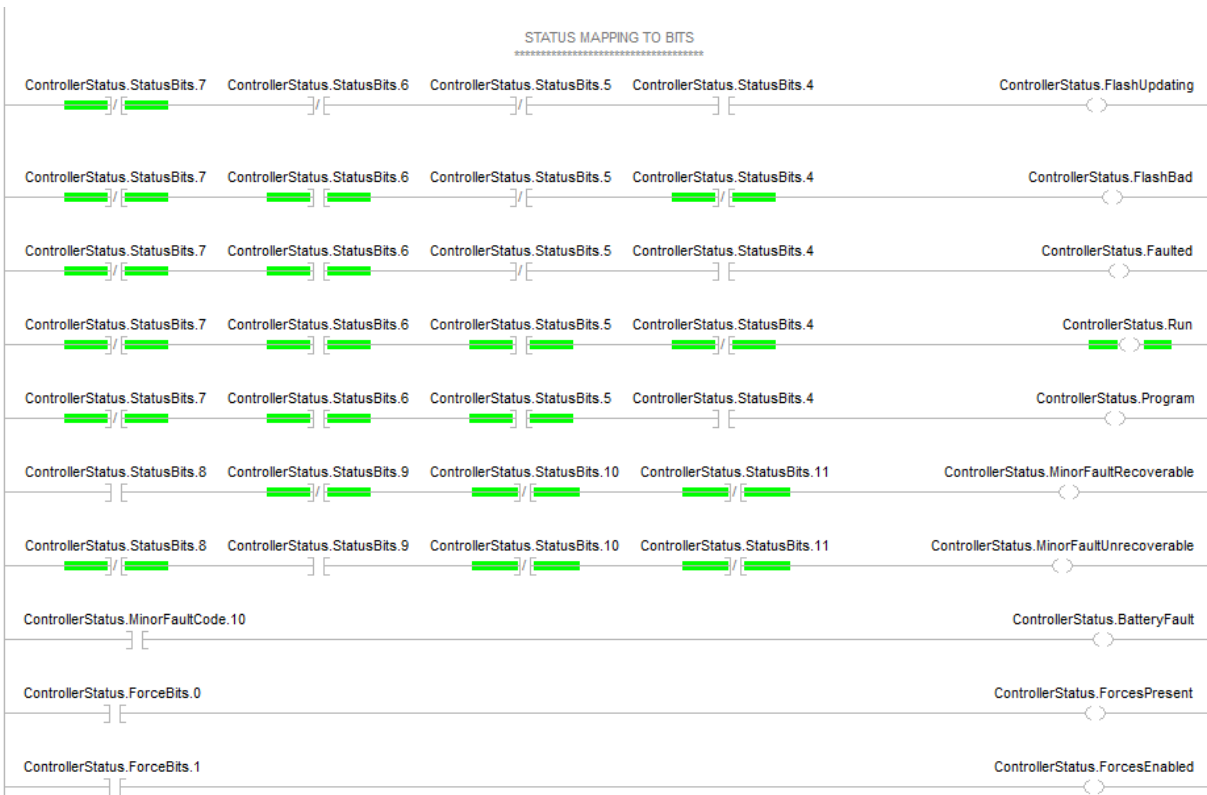 STATUS MAPPING TO BITS
************************************
ControllerStatus.StatusBits.7 ControllerStatus.StatusBits.6 ControllerStatus.StatusBits.5 ControllerStatus.StatusBits.4 ControllerStatus.FlashUpdating
ControllerStatus.StatusBits.7 ControllerStatus.StatusBits.6 ControllerStatus.StatusBits.5 ControllerStatus.StatusBits.4 ControllerStatus.FlashBad
ControllerStatus.StatusBits.7 ControllerStatus.StatusBits.6 ControllerStatus.StatusBits.5 ControllerStatus.StatusBits.4 ControllerStatus.Faulted
ControllerStatus.StatusBits.7 ControllerStatus.StatusBits.6 ControllerStatus.StatusBits.5 ControllerStatus.StatusBits.4 ControllerStatus.Run
ControllerStatus.StatusBits.7 ControllerStatus.StatusBits.6 ControllerStatus.StatusBits.5 ControllerStatus.StatusBits.4 ControllerStatus.Program
ControllerStatus.StatusBits.8 ControllerStatus.StatusBits.9 ControllerStatus.StatusBits.10 ControllerStatus.StatusBits.11 ControllerStatus.MinorFaultRecoverable
ControllerStatus.StatusBits.8 ControllerStatus.StatusBits.9 ControllerStatus.StatusBits.10 ControllerStatus.StatusBits.11 ControllerStatus.MinorFaultUnrecoverable
ControllerStatus.MinorFaultCode.10 ControllerStatus.BatteryFault
ControllerStatus.ForceBits.0 ControllerStatus.ForcesPresent
ControllerStatus.ForceBits.1 ControllerStatus.ForcesEnabled